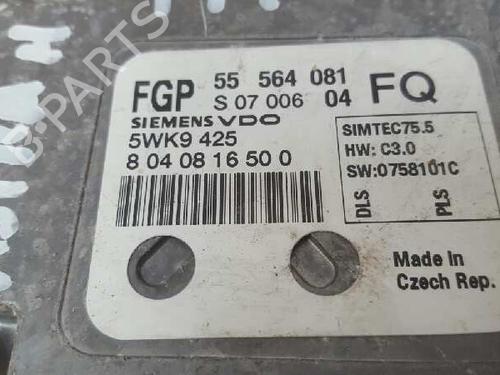 B-PARTS
FGP 55 564 081 FQ
S 07 006 04
SIEMENS VDO
5WK9 425
8 04 08 16 50 0
SIMTEC75.5
HW: C3.0
SW:0758101C
DLS PLS
Made in
Czech Rep.